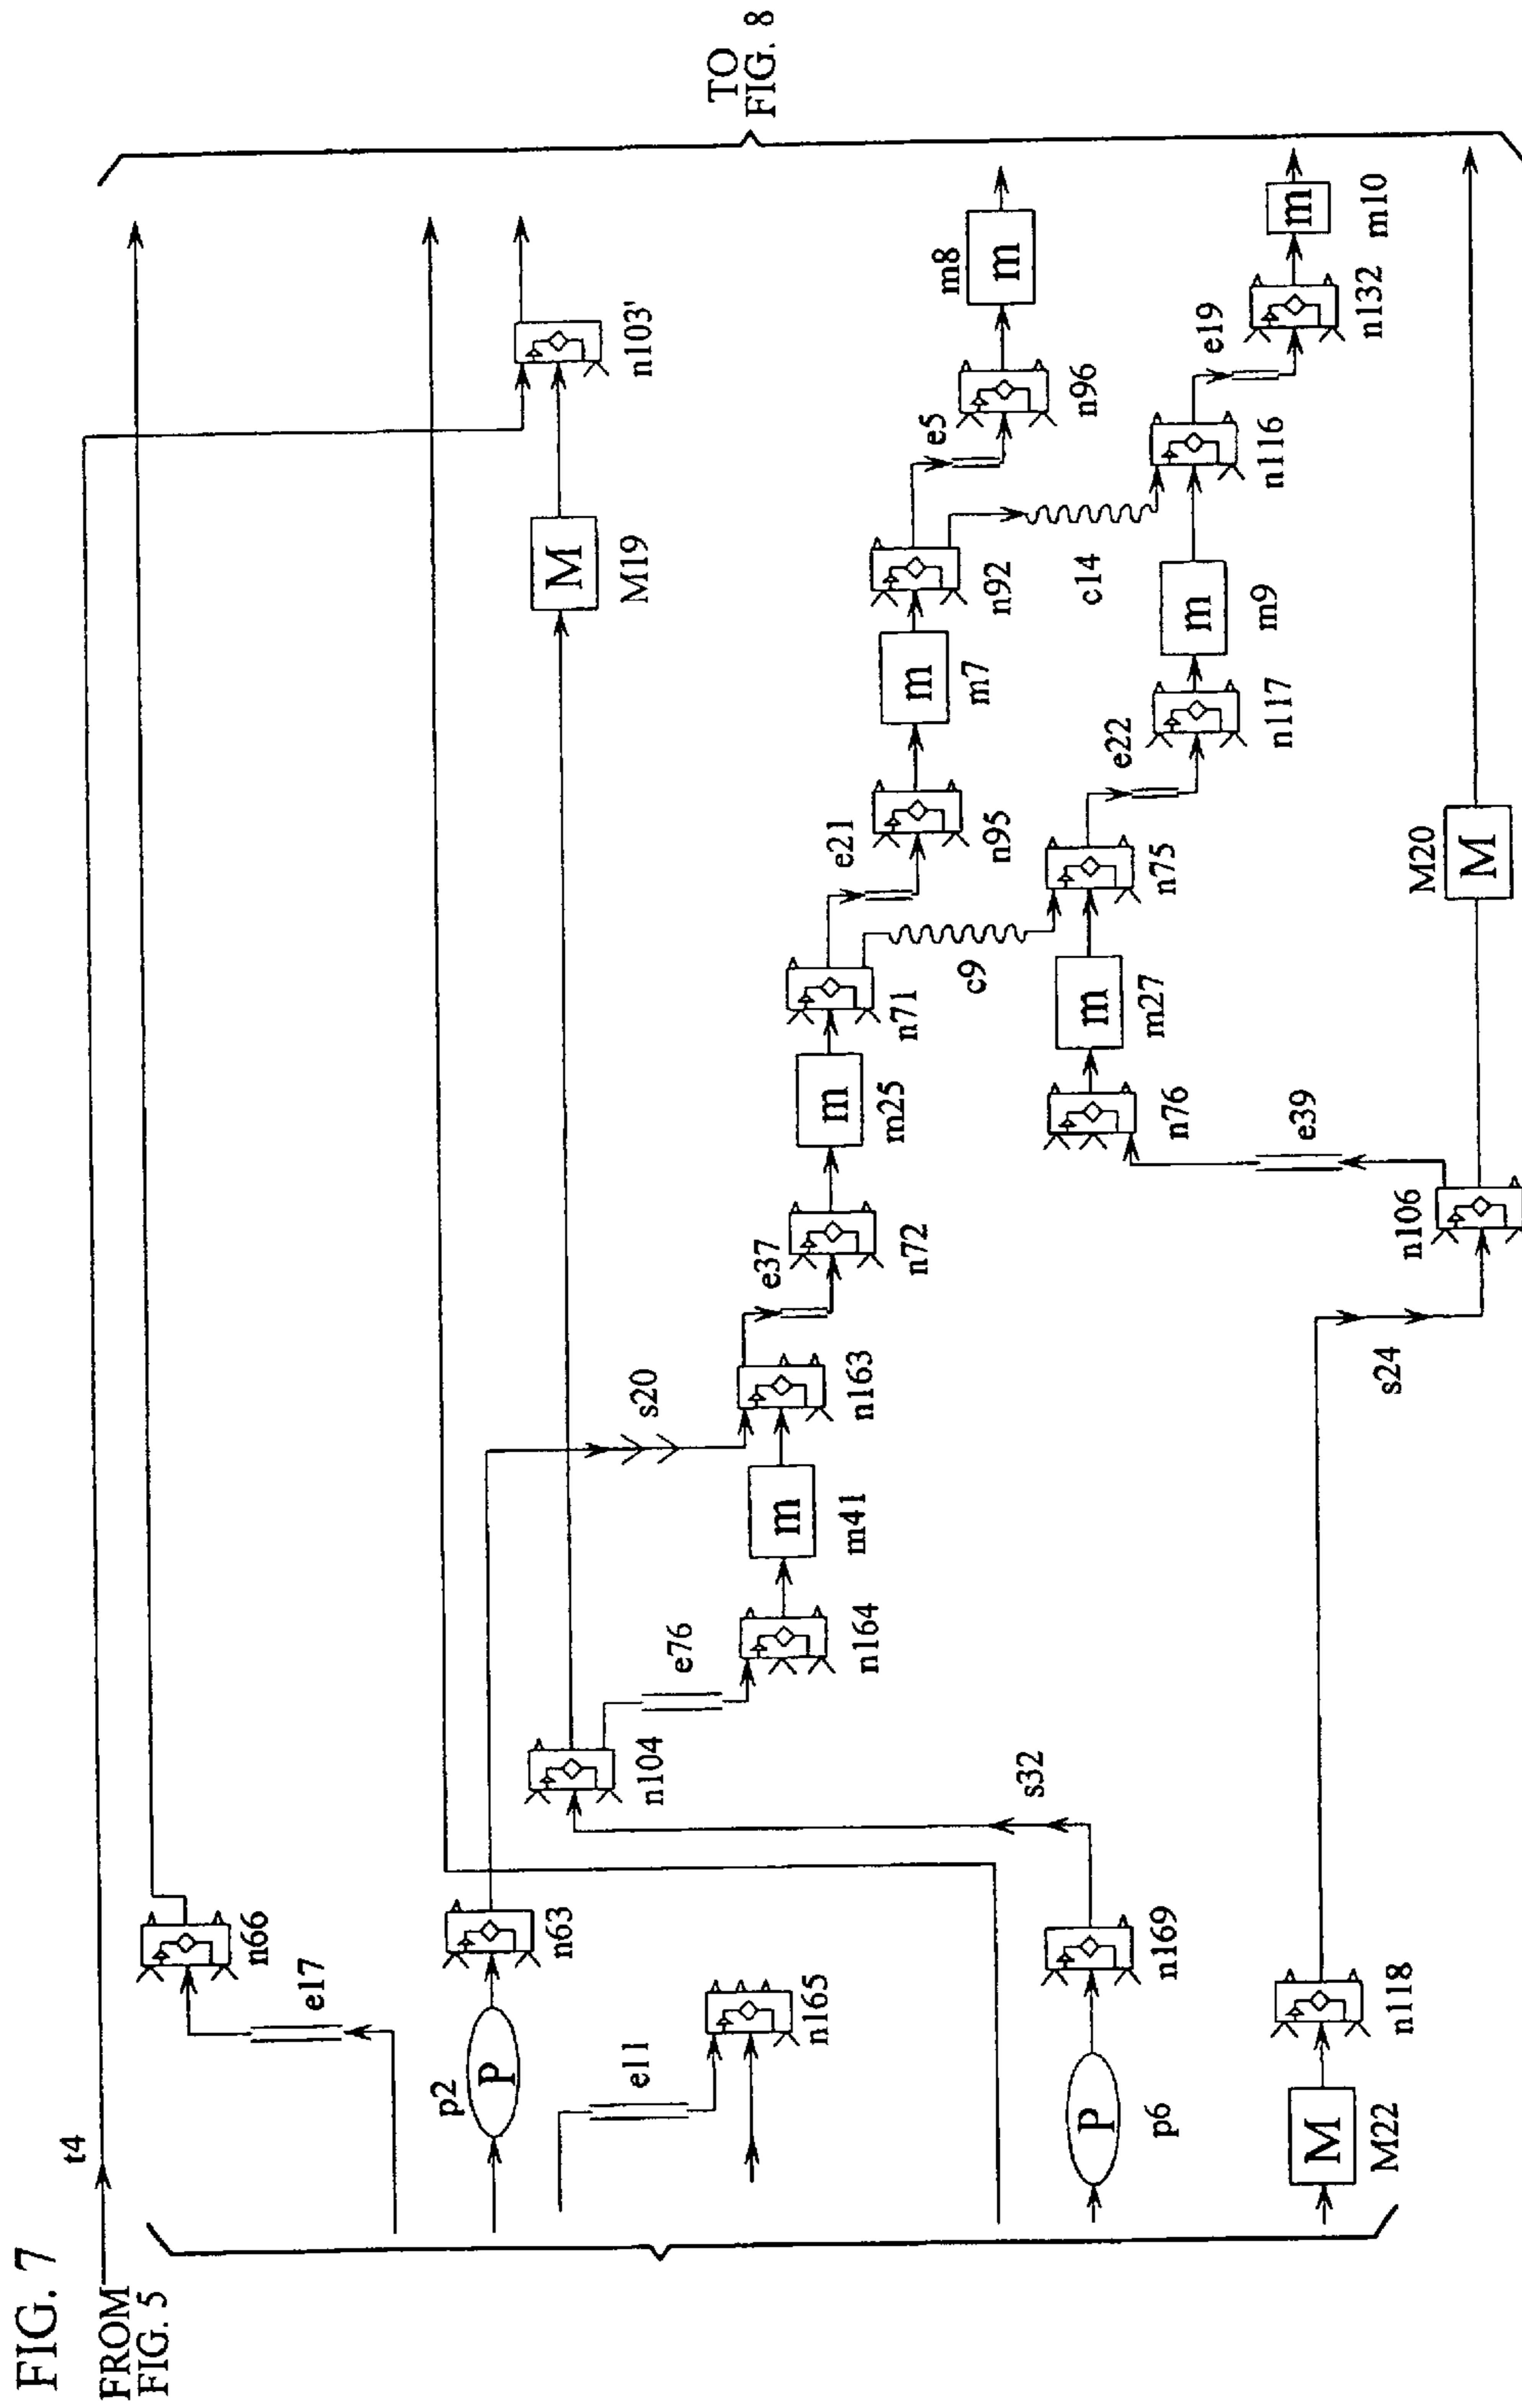 FIG. 7
FROM
FIG. 5
t4
TO
FIG. 8
e17
n66
p2
P
n63
M
M19
n103'
e11
n165
n104
e76
s20
n164
m
m41
n163
e37
n72
m
m25
n71
e21
n95
m
m7
n92
e5
n96
m8
m
c9
c14
p6
P
n169
s32
n76
m
m27
n75
e22
n117
m
m9
n116
e19
n132
m
m10
e39
M
M22
n118
s24
n106
M20
M